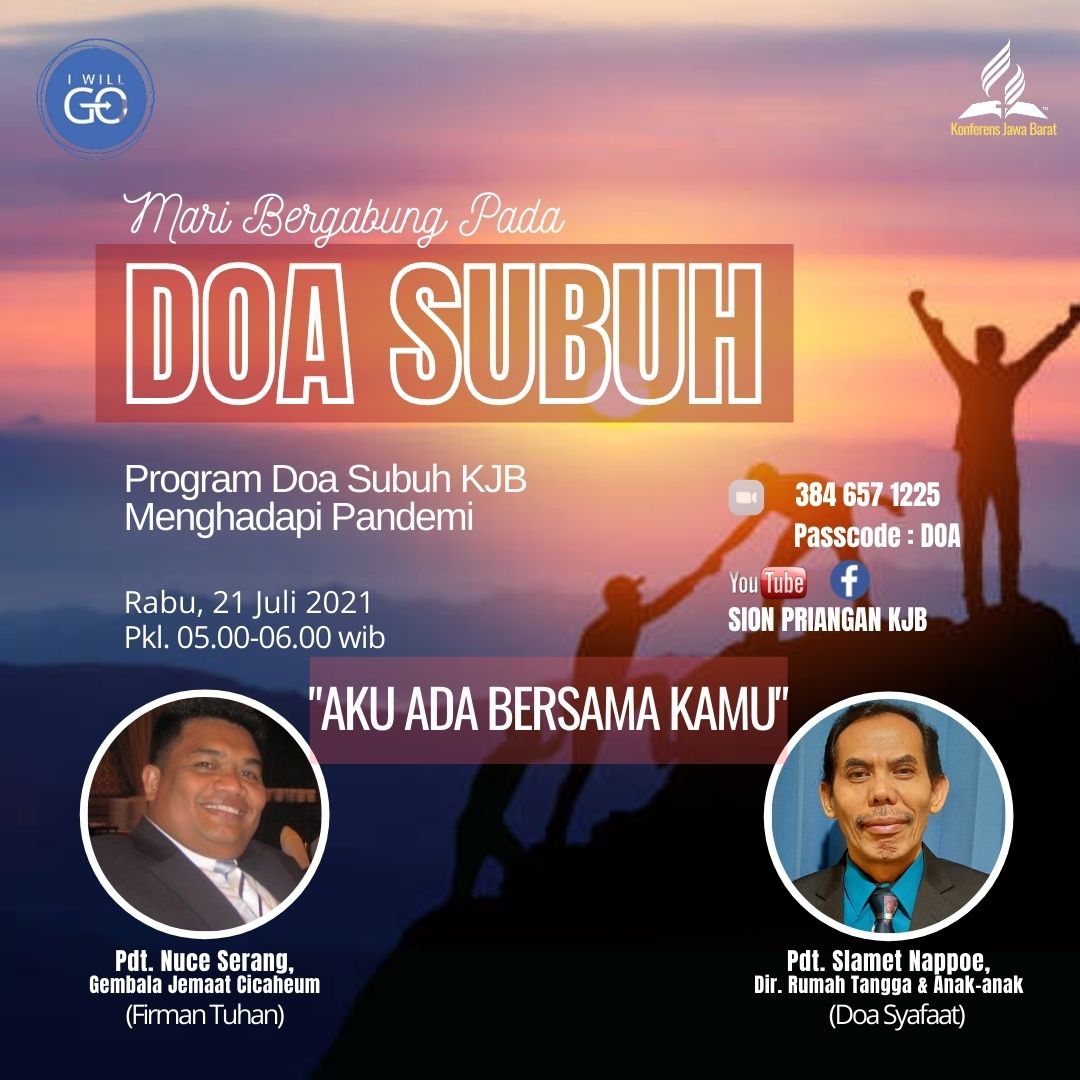 I WILL
GO
Konferens Jawa Barat
Mari Bergabung Pada
DOA SUBUH
Program Doa Subuh KJB
Menghadapi Pandemi
384 657 1225
Passcode : DOA
You Tube
f
SION PRIANGAN KJB
Rabu, 21 Juli 2021
Pkl. 05.00-06.00 wib
"AKU ADA BERSAMA KAMU"
Pdt. Nuce Serang,
Gembala Jemaat Cicaheum
(Firman Tuhan)
Pdt. Slamet Nappoe,
Dir. Rumah Tangga & Anak-anak
(Doa Syafaat)